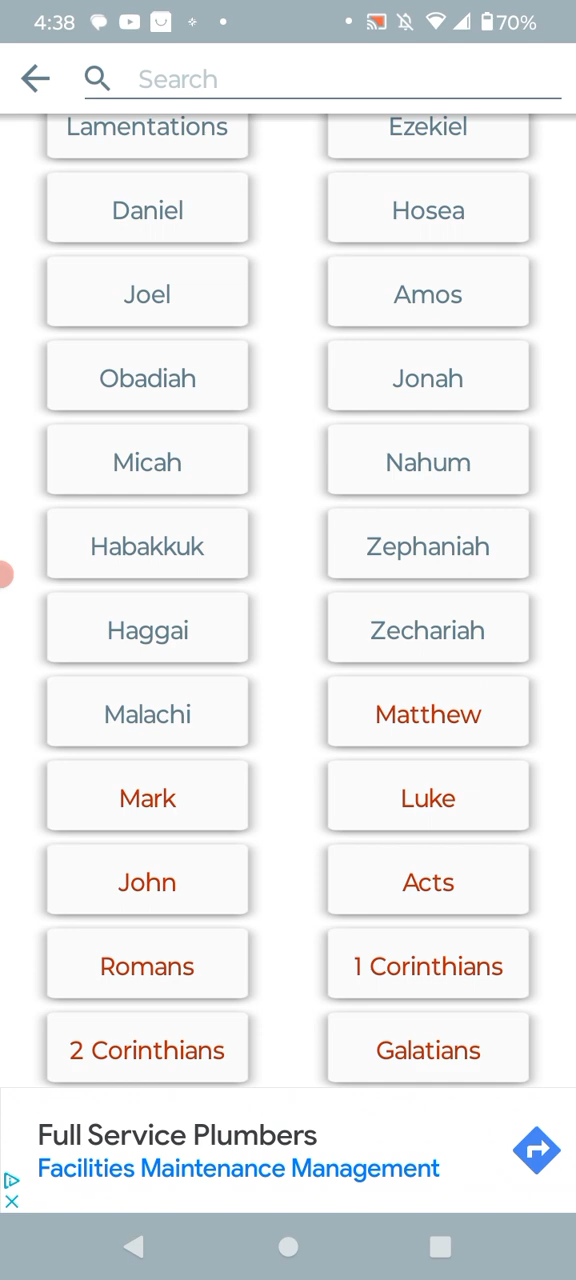 4:38
70%
Search
Lamentations
Ezekiel
Daniel
Hosea
Joel
Amos
Obadiah
Jonah
Micah
Nahum
Habakkuk
Zephaniah
Haggai
Zechariah
Malachi
Matthew
Mark
Luke
John
Acts
Romans
1 Corinthians
2 Corinthians
Galatians
Full Service Plumbers
Facilities Maintenance Management